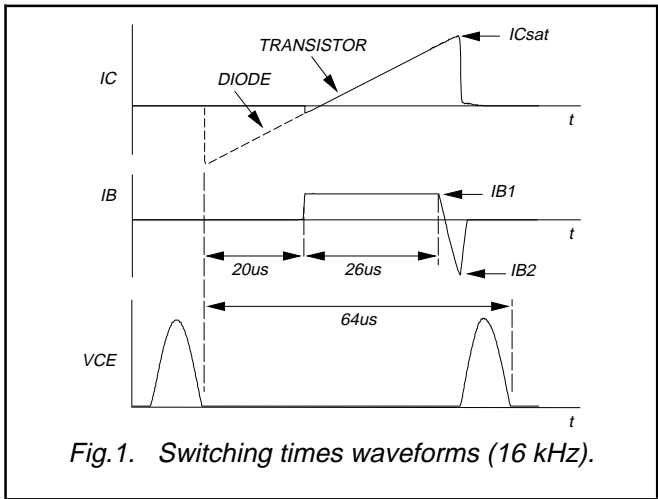 ICsat
TRANSISTOR
IC
DIODE
t
IB
IB1
t
20us
26us
IB2
64us
VCE
t
Fig.1. Switching times waveforms (16 kHz).